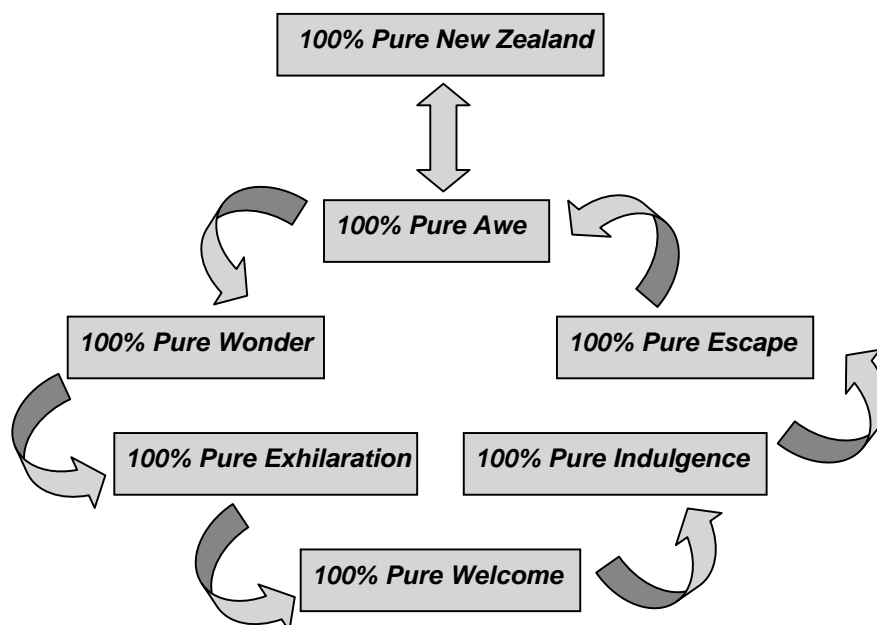 100% Pure New Zealand
100% Pure Awe
100% Pure Wonder
100% Pure Escape
100% Pure Exhilaration
100% Pure Indulgence
100% Pure Welcome